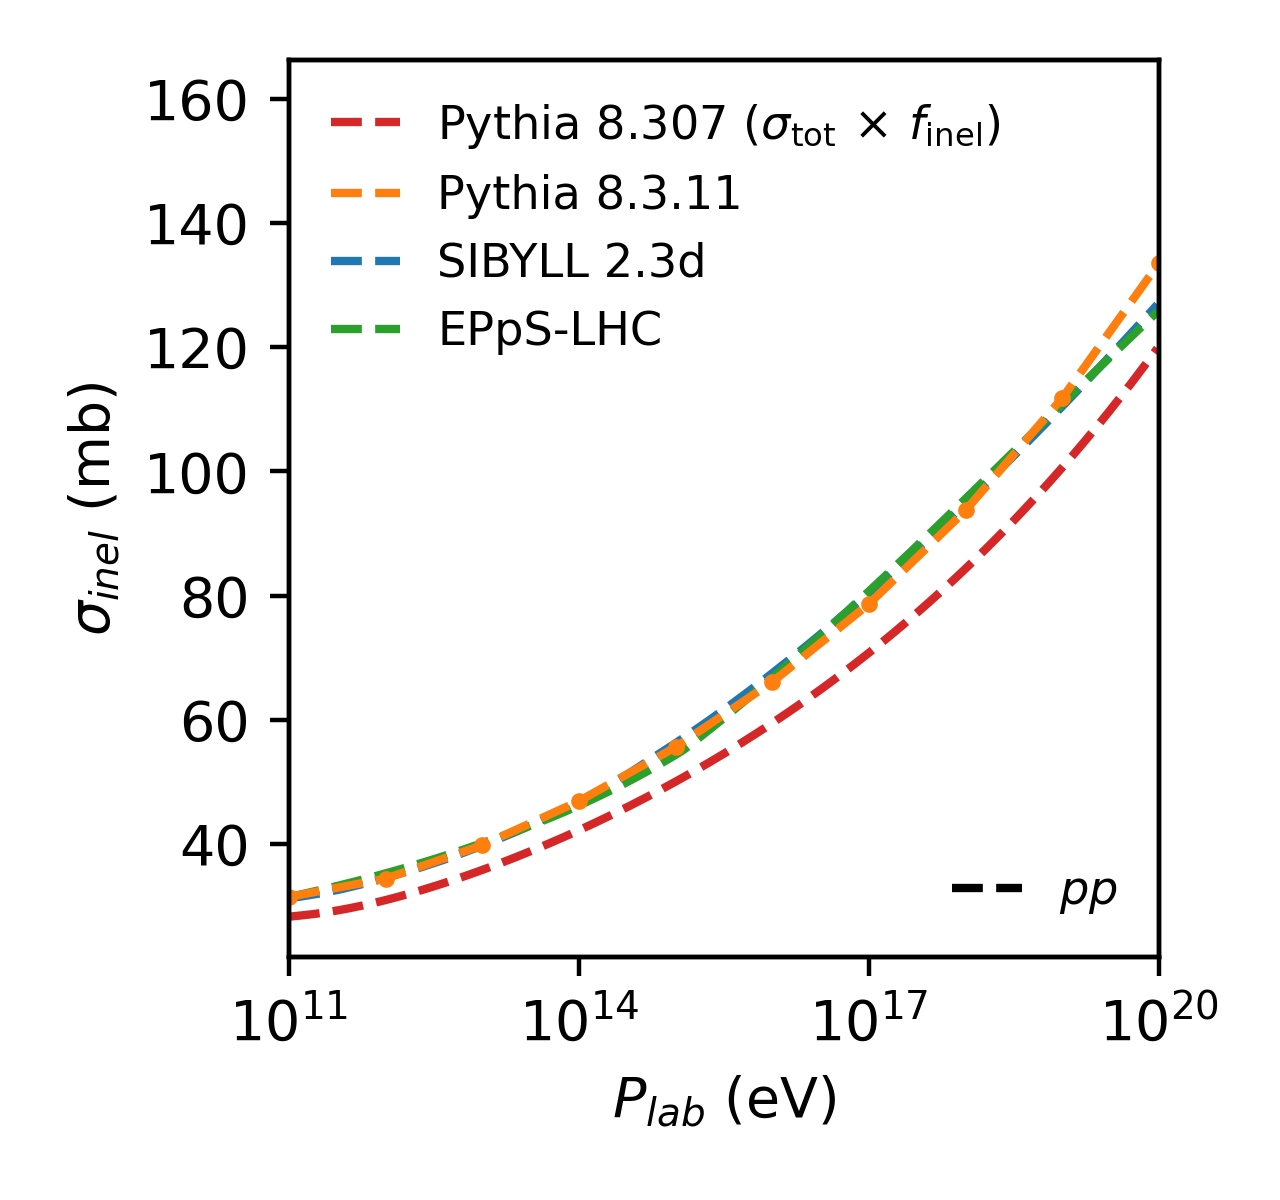 160
140
120
100
80
60
40
σ_inel (mb)
Pythia 8.307 (σ_tot × f_inel)
Pythia 8.3.11
SIBYLL 2.3d
EPpS-LHC
pp
10^11
10^14
10^17
10^20
P_lab (eV)